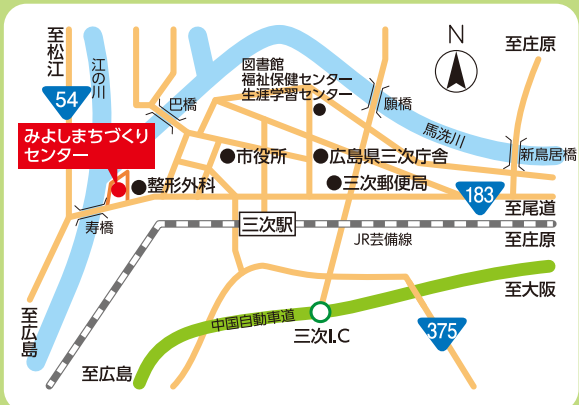 至松江
江の川
54
巴橋
図書館
福祉保健センター
生涯学習センター
願橋
N
至庄原
馬洗川
新鳥居橋
みよしまちづくり
センター
整形外科
市役所
広島県三次庁舎
三次郵便局
183
至尾道
寿橋
三次駅
JR芸備線
至庄原
至大阪
中国自動車道
三次I.C
375
至広島
至広島